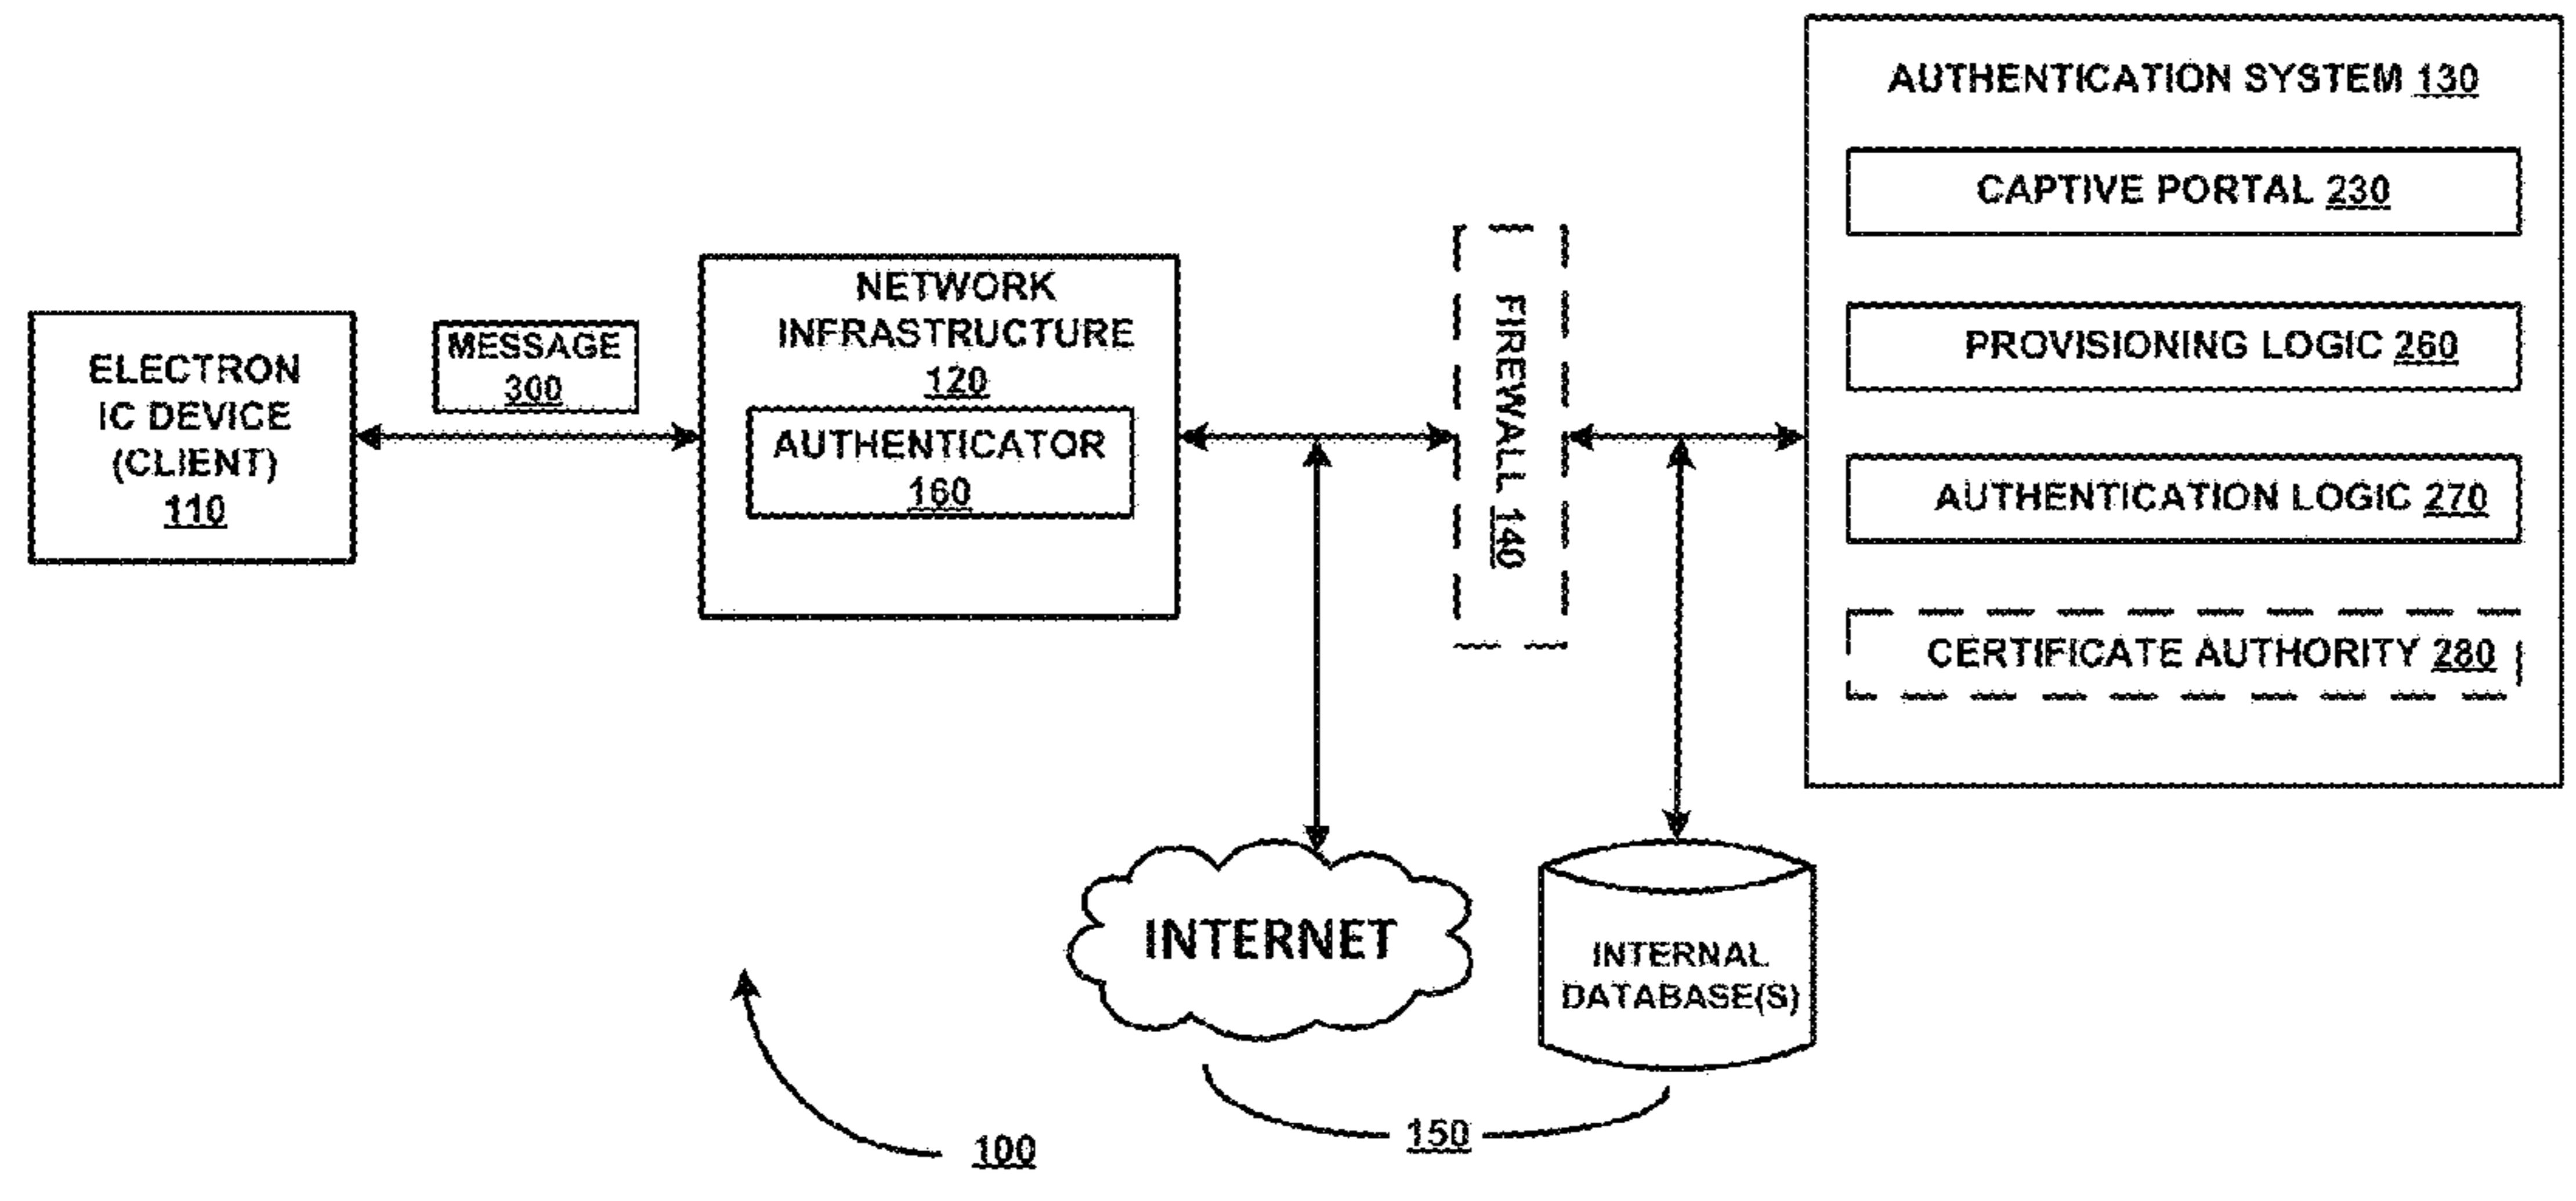 AUTHENTICATION SYSTEM 130
CAPTIVE PORTAL 230
PROVISIONING LOGIC 260
AUTHENTICATION LOGIC 270
CERTIFICATE AUTHORITY 280
NETWORK
INFRASTRUCTURE
120
AUTHENTICATOR
160
MESSAGE
300
ELECTRON
IC DEVICE
(CLIENT)
110
FIREWALL 140
INTERNET
INTERNAL
DATABASE(S)
150
100